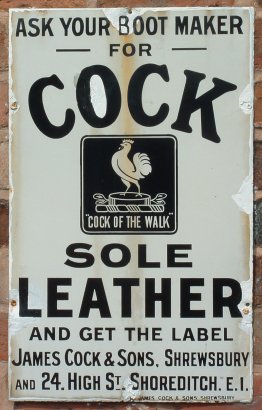 ASK YOUR BOOT MAKER
— FOR —
COCK
"COCK OF THE WALK"
SOLE
LEATHER
AND GET THE LABEL
JAMES COCK & SONS, SHREWSBURY
AND 24. HIGH ST. SHOREDITCH. E.1.
JAMES COCK & SONS SHREWSBURY